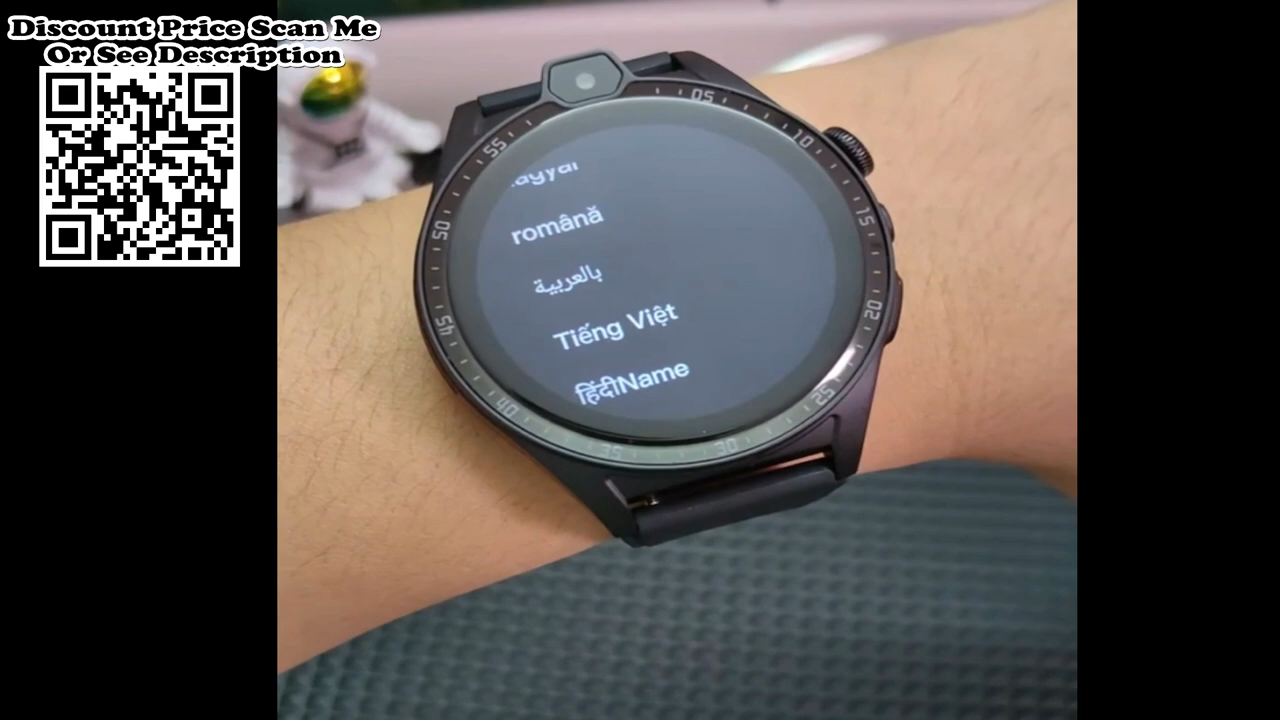 Discount Price Scan Me
Or See Description
română
بالعربية
Tiếng Việt
हिंदीName
55
05
10
15
20
25
30
35
40
45
50